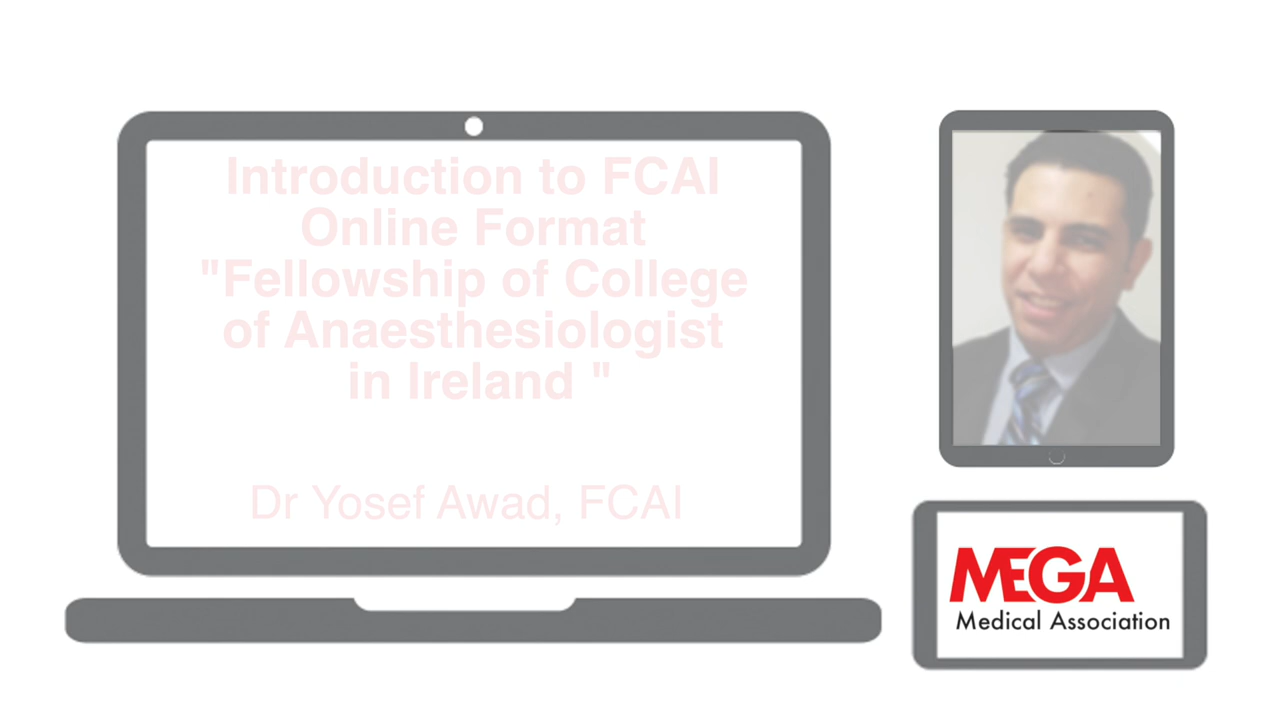 Introduction to FCAI
Online Format
"Fellowship of College
of Anaesthesiologist
in Ireland "
Dr Yosef Awad, FCAI
MEGA
Medical Association